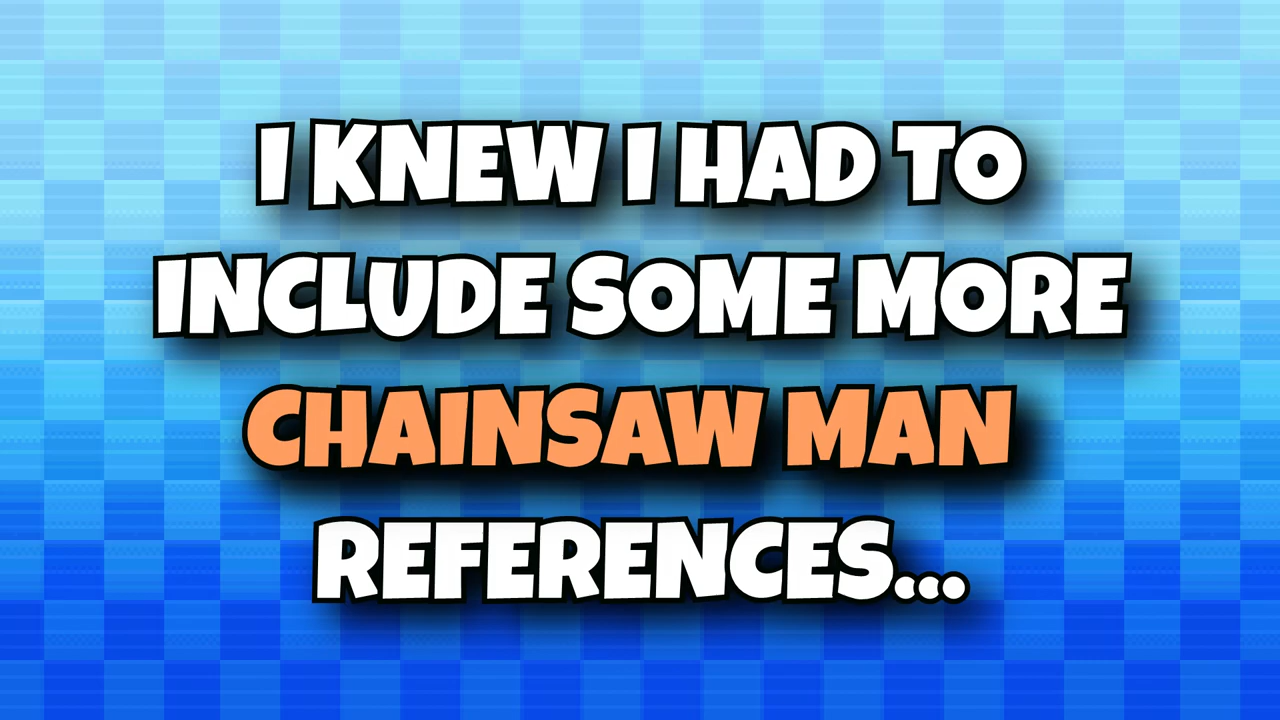 I KNEW I HAD TO
INCLUDE SOME MORE
CHAINSAW MAN
REFERENCES...